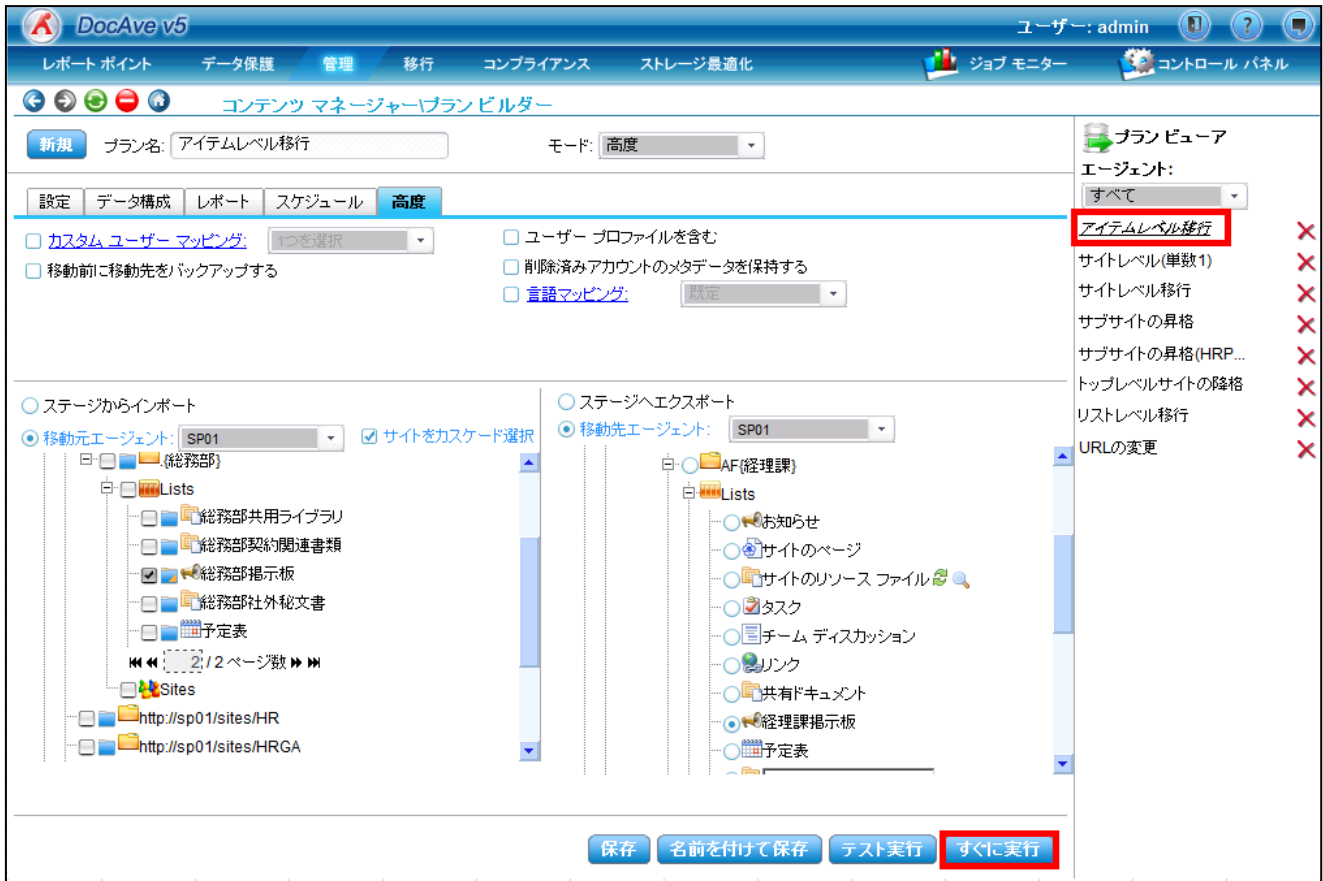 DocAve v5
ユーザー: admin
レポート ポイント データ保護 管理 移行 コンプライアンス ストレージ最適化 ジョブ モニター コントロール パネル
コンテンツ マネージャー\プラン ビルダー
新規 プラン名: アイテムレベル移行 モード: 高度
設定 データ構成 レポート スケジュール 高度
カスタム ユーザー マッピング: 1つを選択
移動前に移動先をバックアップする
ユーザー プロファイルを含む
削除済みアカウントのメタデータを保持する
言語マッピング: 既定
ステージからインポート
移動元エージェント: SP01 サイトをカスケード選択
.{総務部}
Lists
総務部共用ライブラリ
総務部契約関連書類
総務部掲示板
総務部社外秘文書
予定表
2 / 2 ページ数
Sites
http://sp01/sites/HR
http://sp01/sites/HRGA
ステージへエクスポート
移動先エージェント: SP01
AF{経理課}
Lists
お知らせ
サイトのページ
サイトのリソース ファイル
タスク
チーム ディスカッション
リンク
共有ドキュメント
経理課掲示板
予定表
保存 名前を付けて保存 テスト実行 すぐに実行
プラン ビューア
エージェント:
すべて
アイテムレベル移行
サイトレベル(単数1)
サイトレベル移行
サブサイトの昇格
サブサイトの昇格(HRP...
トップレベルサイトの降格
リストレベル移行
URLの変更